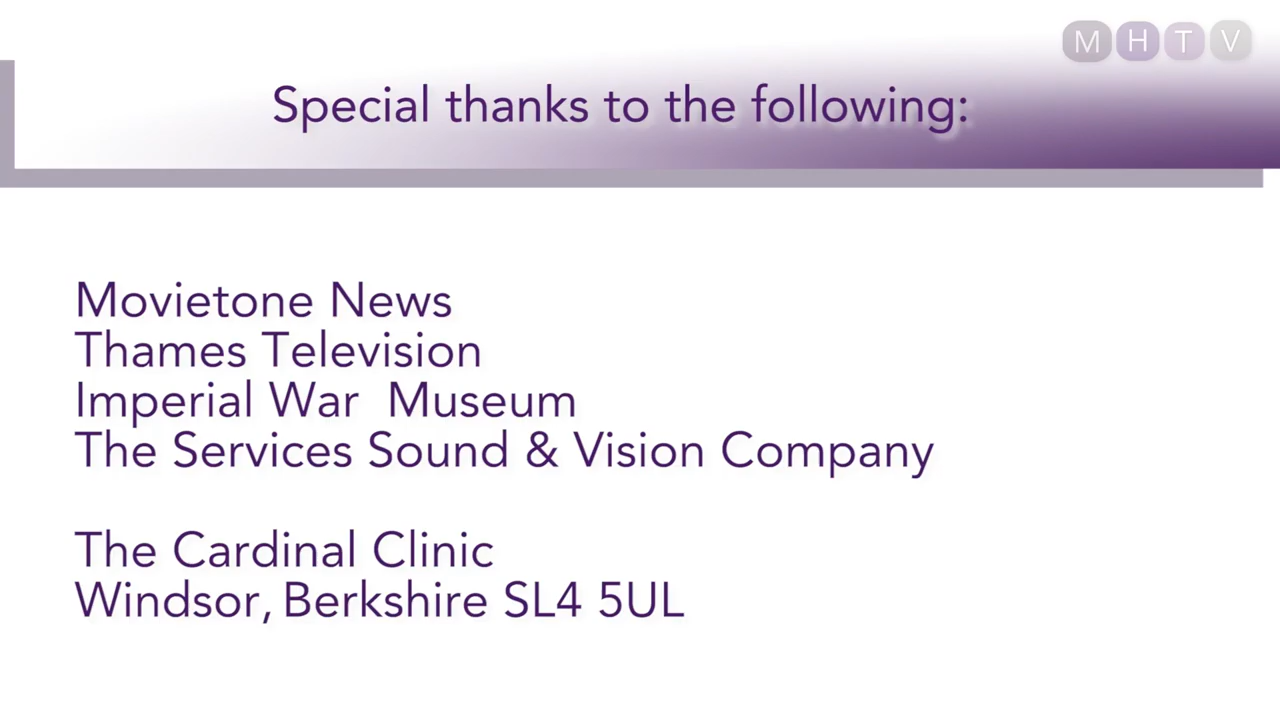 M H T V
Special thanks to the following:
Movietone News
Thames Television
Imperial War  Museum
The Services Sound & Vision Company
The Cardinal Clinic
Windsor, Berkshire SL4 5UL